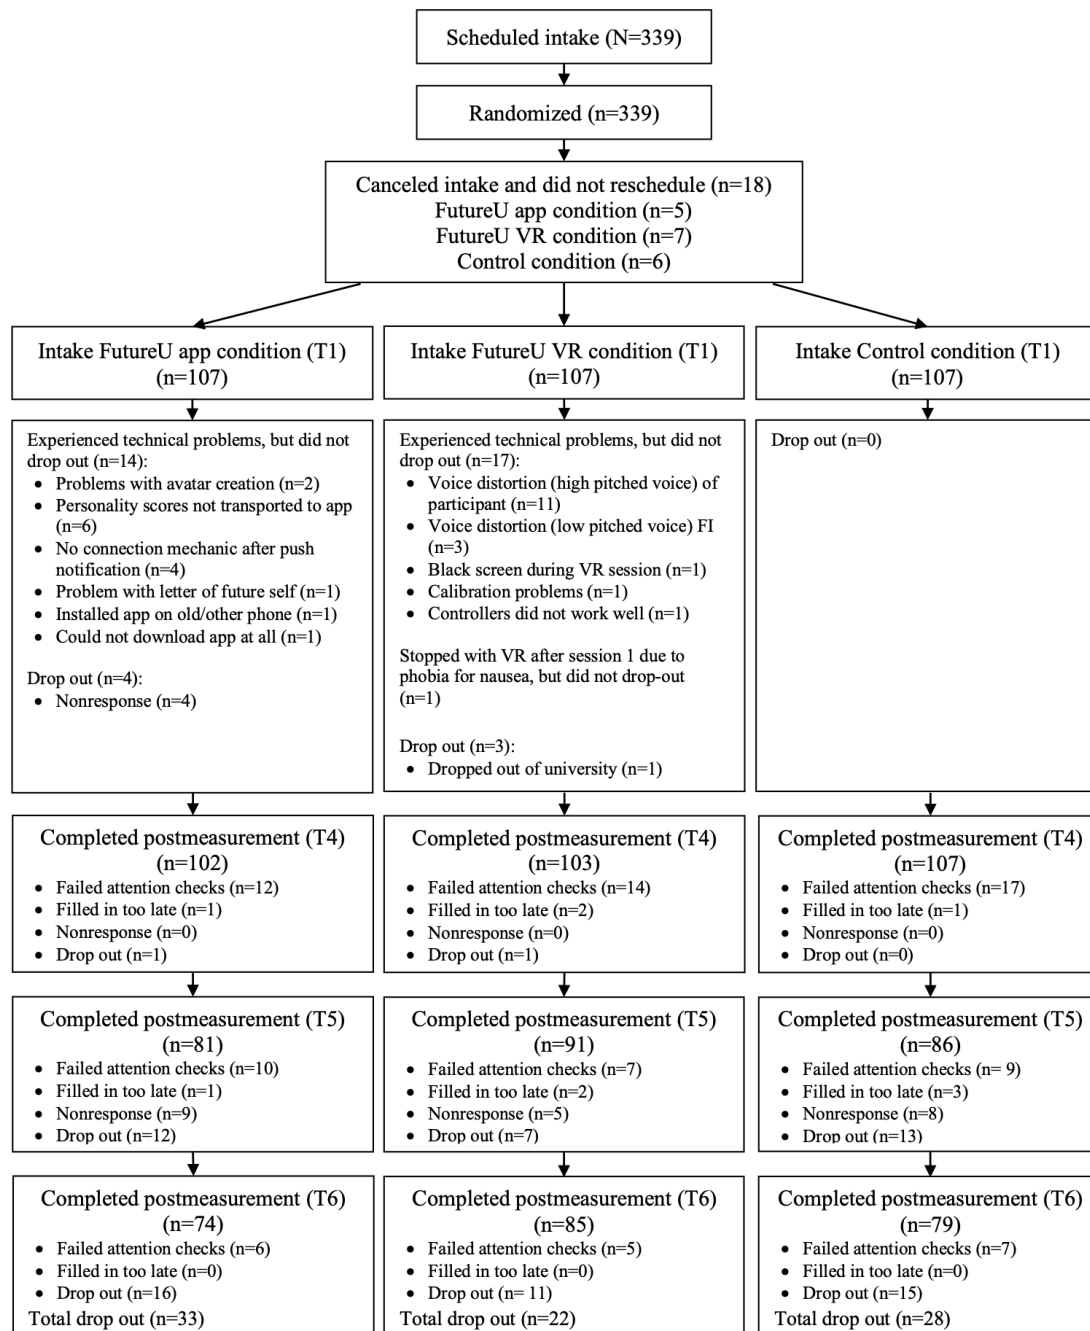 Scheduled intake (N=339)
Randomized (n=339)
Canceled intake and did not reschedule (n=18)
FutureU app condition (n=5)
FutureU VR condition (n=7)
Control condition (n=6)
Intake FutureU app condition (T1)
(n=107)
Intake FutureU VR condition (T1)
(n=107)
Intake Control condition (T1)
(n=107)
Experienced technical problems, but did not
drop out (n=14):
• Problems with avatar creation (n=2)
• Personality scores not transported to app
(n=6)
• No connection mechanic after push
notification (n=4)
• Problem with letter of future self (n=1)
• Installed app on old/other phone (n=1)
• Could not download app at all (n=1)
Drop out (n=4):
• Nonresponse (n=4)
Experienced technical problems, but did not
drop out (n=17):
• Voice distortion (high pitched voice) of
participant (n=11)
• Voice distortion (low pitched voice) FI
(n=3)
• Black screen during VR session (n=1)
• Calibration problems (n=1)
• Controllers did not work well (n=1)
Stopped with VR after session 1 due to
phobia for nausea, but did not drop-out
(n=1)
Drop out (n=3):
• Dropped out of university (n=1)
Drop out (n=0)
Completed postmeasurement (T4)
(n=102)
• Failed attention checks (n=12)
• Filled in too late (n=1)
• Nonresponse (n=0)
• Drop out (n=1)
Completed postmeasurement (T4)
(n=103)
• Failed attention checks (n=14)
• Filled in too late (n=2)
• Nonresponse (n=0)
• Drop out (n=1)
Completed postmeasurement (T4)
(n=107)
• Failed attention checks (n=17)
• Filled in too late (n=1)
• Nonresponse (n=0)
• Drop out (n=0)
Completed postmeasurement (T5)
(n=81)
• Failed attention checks (n=10)
• Filled in too late (n=1)
• Nonresponse (n=9)
• Drop out (n=12)
Completed postmeasurement (T5)
(n=91)
• Failed attention checks (n=7)
• Filled in too late (n=2)
• Nonresponse (n=5)
• Drop out (n=7)
Completed postmeasurement (T5)
(n=86)
• Failed attention checks (n= 9)
• Filled in too late (n=3)
• Nonresponse (n=8)
• Drop out (n=13)
Completed postmeasurement (T6)
(n=74)
• Failed attention checks (n=6)
• Filled in too late (n=0)
• Drop out (n=16)
Total drop out (n=33)
Completed postmeasurement (T6)
(n=85)
• Failed attention checks (n=5)
• Filled in too late (n=0)
• Drop out (n= 11)
Total drop out (n=22)
Completed postmeasurement (T6)
(n=79)
• Failed attention checks (n=7)
• Filled in too late (n=0)
• Drop out (n=15)
Total drop out (n=28)